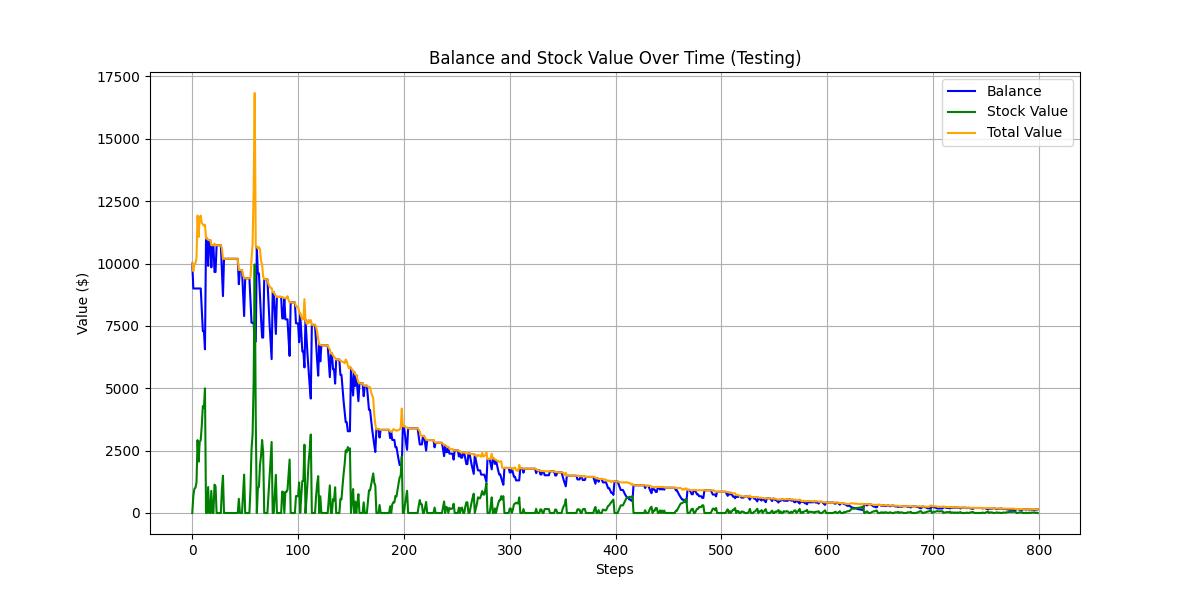 Balance and Stock Value Over Time (Testing)
Value ($)
17500
15000
12500
10000
7500
5000
2500
0
Balance
Stock Value
Total Value
0 100 200 300 400 500 600 700 800
Steps